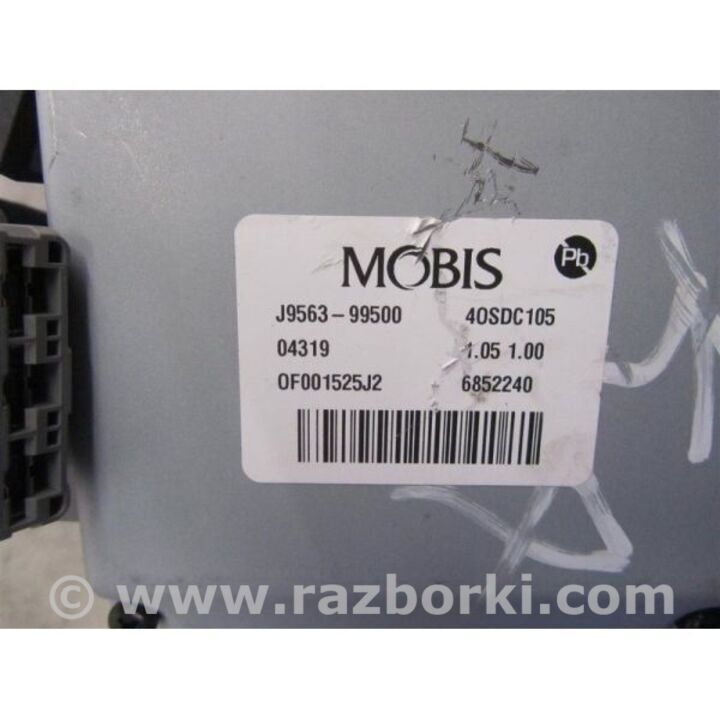 MOBIS
Pb
J9563-99500 4OSDC105
04319 1.05 1.00
OF001525J2 6852240
© www.razborki.com